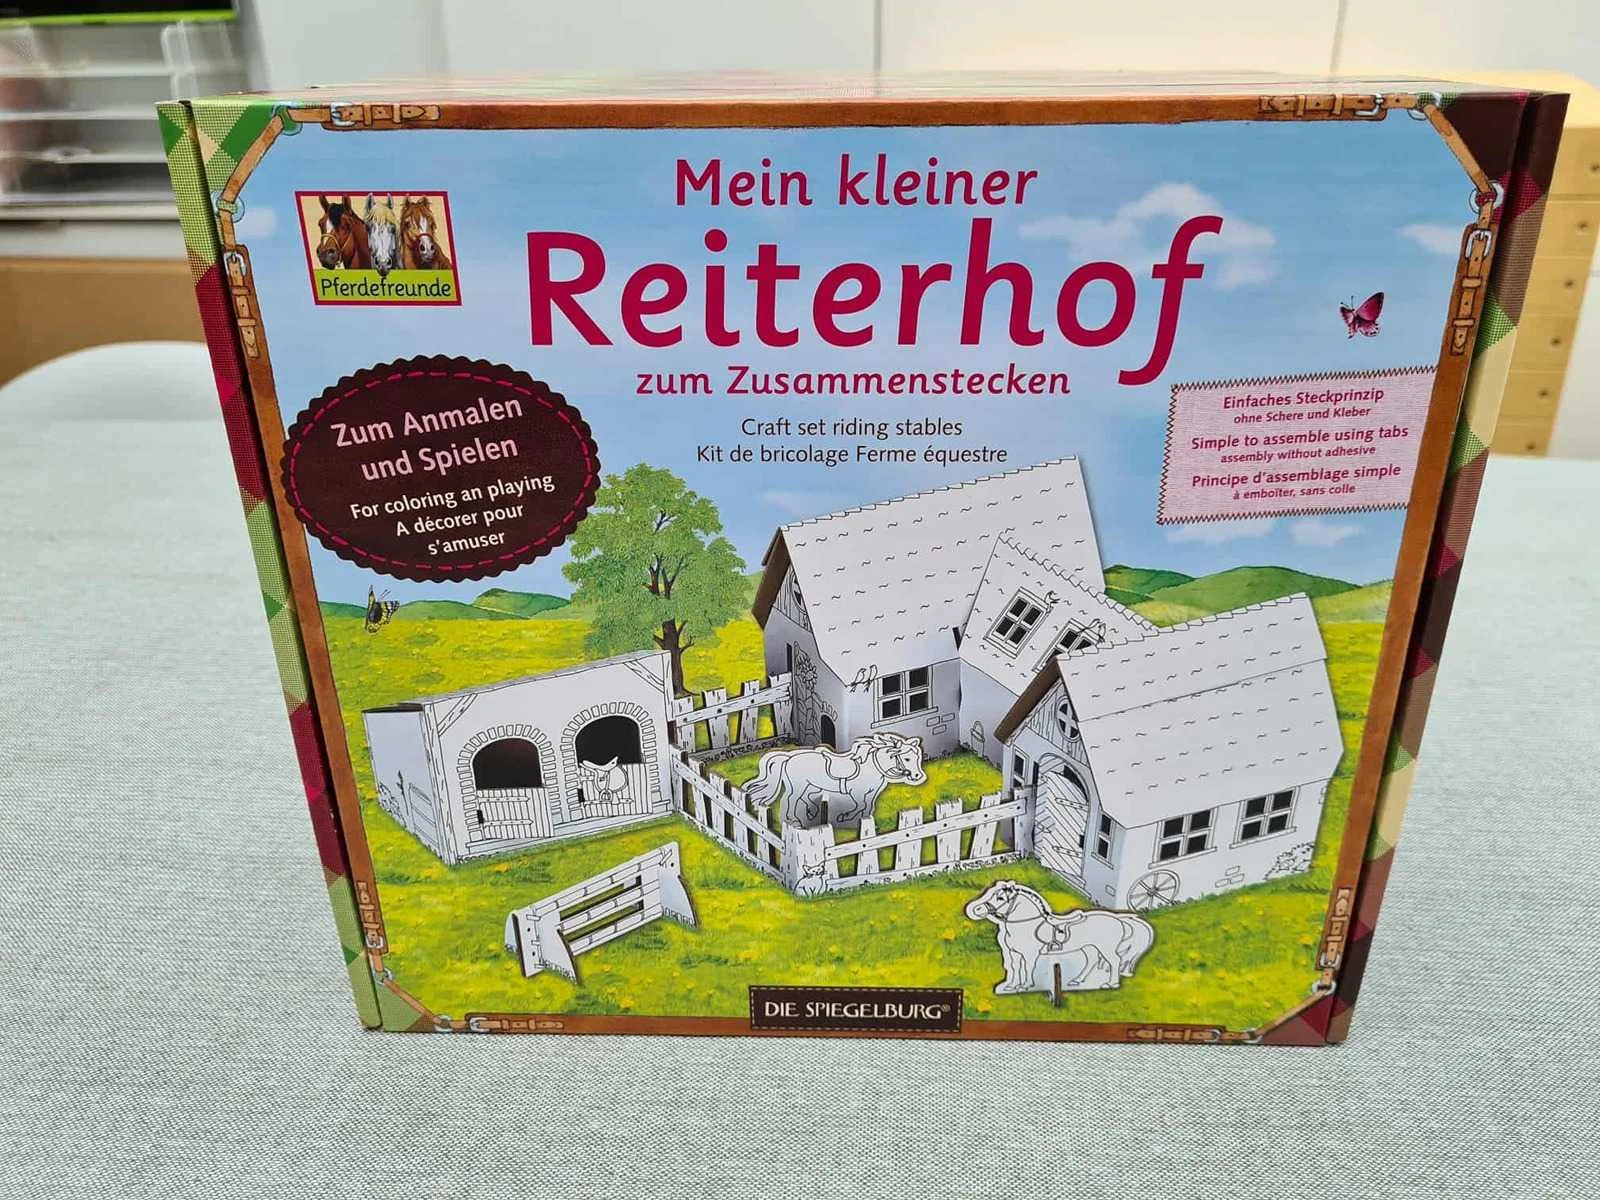 Mein kleiner
Reiterhof
zum Zusammenstecken
Craft set riding stables
Kit de bricolage Ferme équestre
Pferdefreunde
Zum Anmalen
und Spielen
For coloring an playing
A décorer pour
s'amuser
Einfaches Steckprinzip
ohne Schere und Kleber
Simple to assemble using tabs
assembly without adhesive
Principe d'assemblage simple
à emboîter, sans colle
DIE SPIEGELBURG®